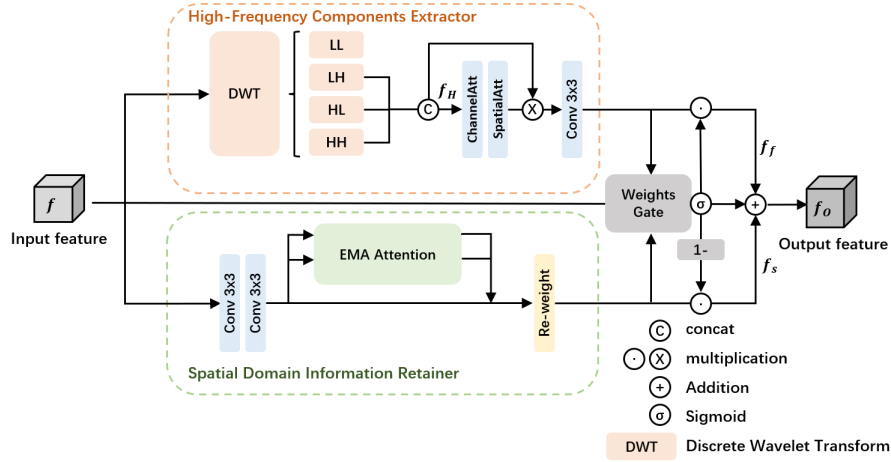 High-Frequency Components Extractor
DWT
LL
LH
HL
HH
C
f_H
ChannelAtt
SpatialAtt
X
Conv 3x3
·
f_f
f
Input feature
Weights
Gate
σ
+
f_O
Output feature
1-
f_s
·
EMA Attention
Conv 3x3
Conv 3x3
Re-weight
Spatial Domain Information Retainer
C concat
· X multiplication
+ Addition
σ Sigmoid
DWT Discrete Wavelet Transform